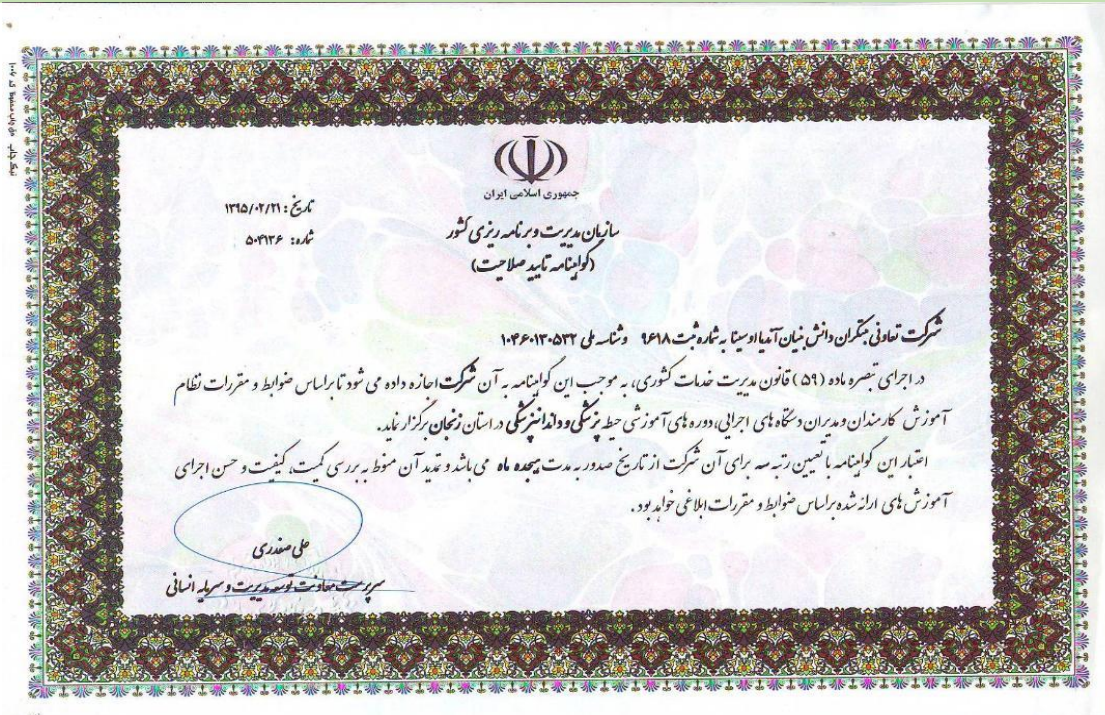 جمهوری اسلامی ایران
تاریخ : ۱۳۹۵/۰۲/۲۱
سازمان مدیریت و برنامه ریزی کشور
شماره: ۵۰۴۱۳۶
(گواهینامه تایید صلاحیت)
شرکت تعاونی مبتکران دانش بنیان آندیا اوسینا به شماره ثبت ۹۶۱۸ و شناسه ملی ۱۰۴۶۰۱۳۰۵۳۲
در اجرای تبصره ماده (۵۹) قانون مدیریت خدمات کشوری، به موجب این گواهینامه به آن شرکت اجازه داده می شود تا براساس ضوابط و مقررات نظام
آموزش کارمندان و مدیران دستگاه های اجرایی، دوره های آموزشی حیطه پزشکی و دندانپزشکی در استان زنجان برگزار نماید.
اعتبار این گواهینامه با تعیین رتبه سه برای آن شرکت از تاریخ صدور به مدت هیجده ماه می باشد و تمدید آن منوط به بررسی کمیت، کیفیت و حسن اجرای
آموزش های ارائه شده براساس ضوابط و مقررات ابلاغی خواهد بود.
علی صفدری
سرپرست معاونت توسعه مدیریت و سرمایه انسانی